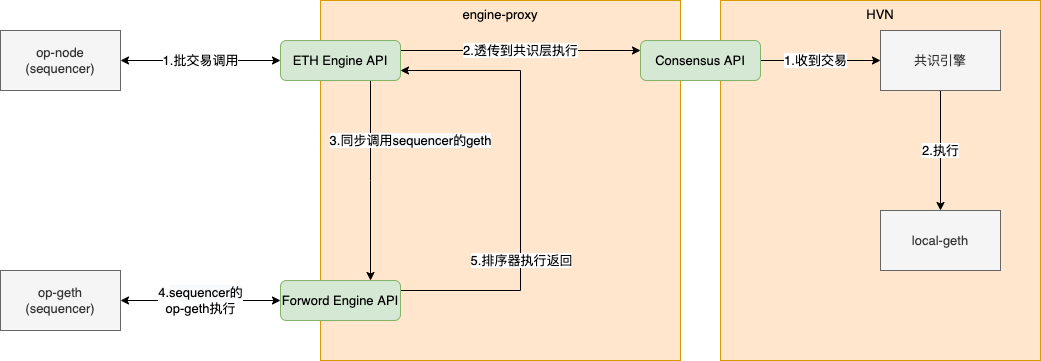 engine-proxy
HVN
op-node
(sequencer)
1.批交易调用
ETH Engine API
2.透传到共识层执行
Consensus API
1.收到交易
共识引擎
3.同步调用sequencer的geth
2.执行
local-geth
5.排序器执行返回
op-geth
(sequencer)
4.sequencer的
op-geth执行
Forword Engine API